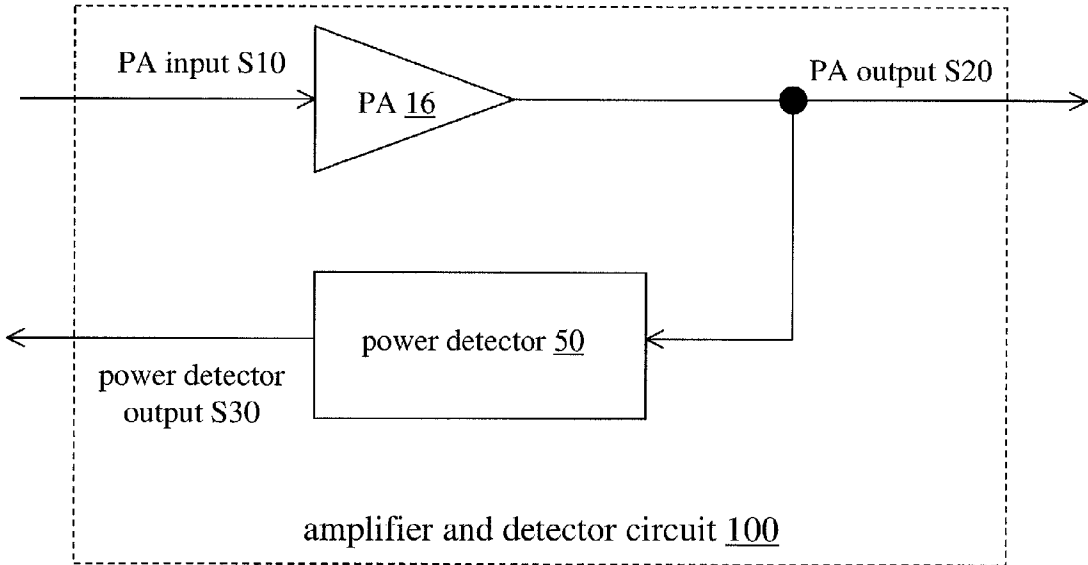 PA input S10
PA 16
PA output S20
power detector 50
power detector
output S30
amplifier and detector circuit 100